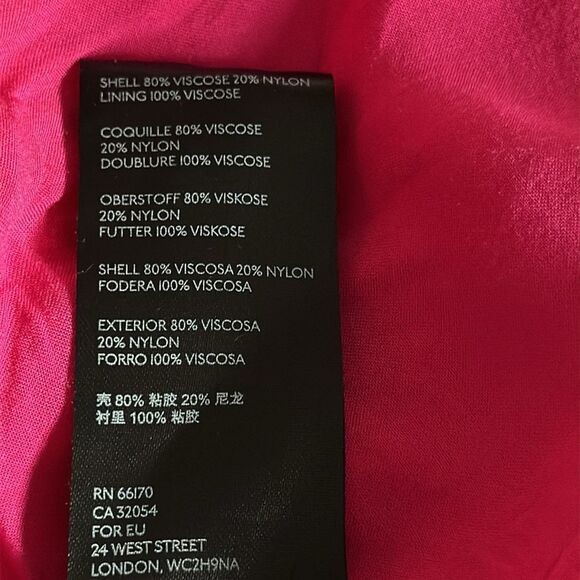 SHELL 80% VISCOSE 20% NYLON
LINING 100% VISCOSE
COQUILLE 80% VISCOSE
20% NYLON
DOUBLURE 100% VISCOSE
OBERSTOFF 80% VISKOSE
20% NYLON
FUTTER 100% VISKOSE
SHELL 80% VISCOSA 20% NYLON
FODERA 100% VISCOSA
EXTERIOR 80% VISCOSA
20% NYLON
FORRO 100% VISCOSA
壳 80% 粘胶 20% 尼龙
衬里 100% 粘胶
RN 66170
CA 32054
FOR EU
24 WEST STREET
LONDON, WC2H9NA